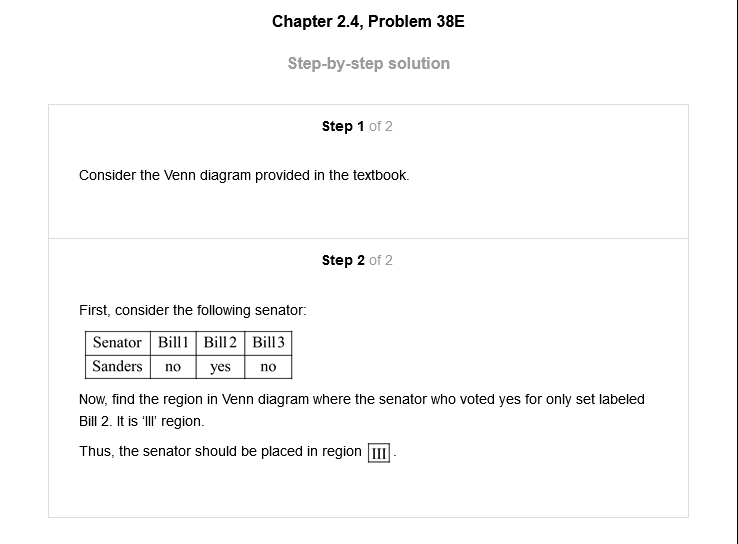 Chapter 2.4, Problem 38E
Step-by-step solution
Step 1 of 2
Consider the Venn diagram provided in the textbook.
Step 2 of 2
First, consider the following senator:
Senator Bill1 Bill2 Bill3
Sanders no yes no
Now, find the region in Venn diagram where the senator who voted yes for only set labeled
Bill 2. It is ‘III’ region.
Thus, the senator should be placed in region III.